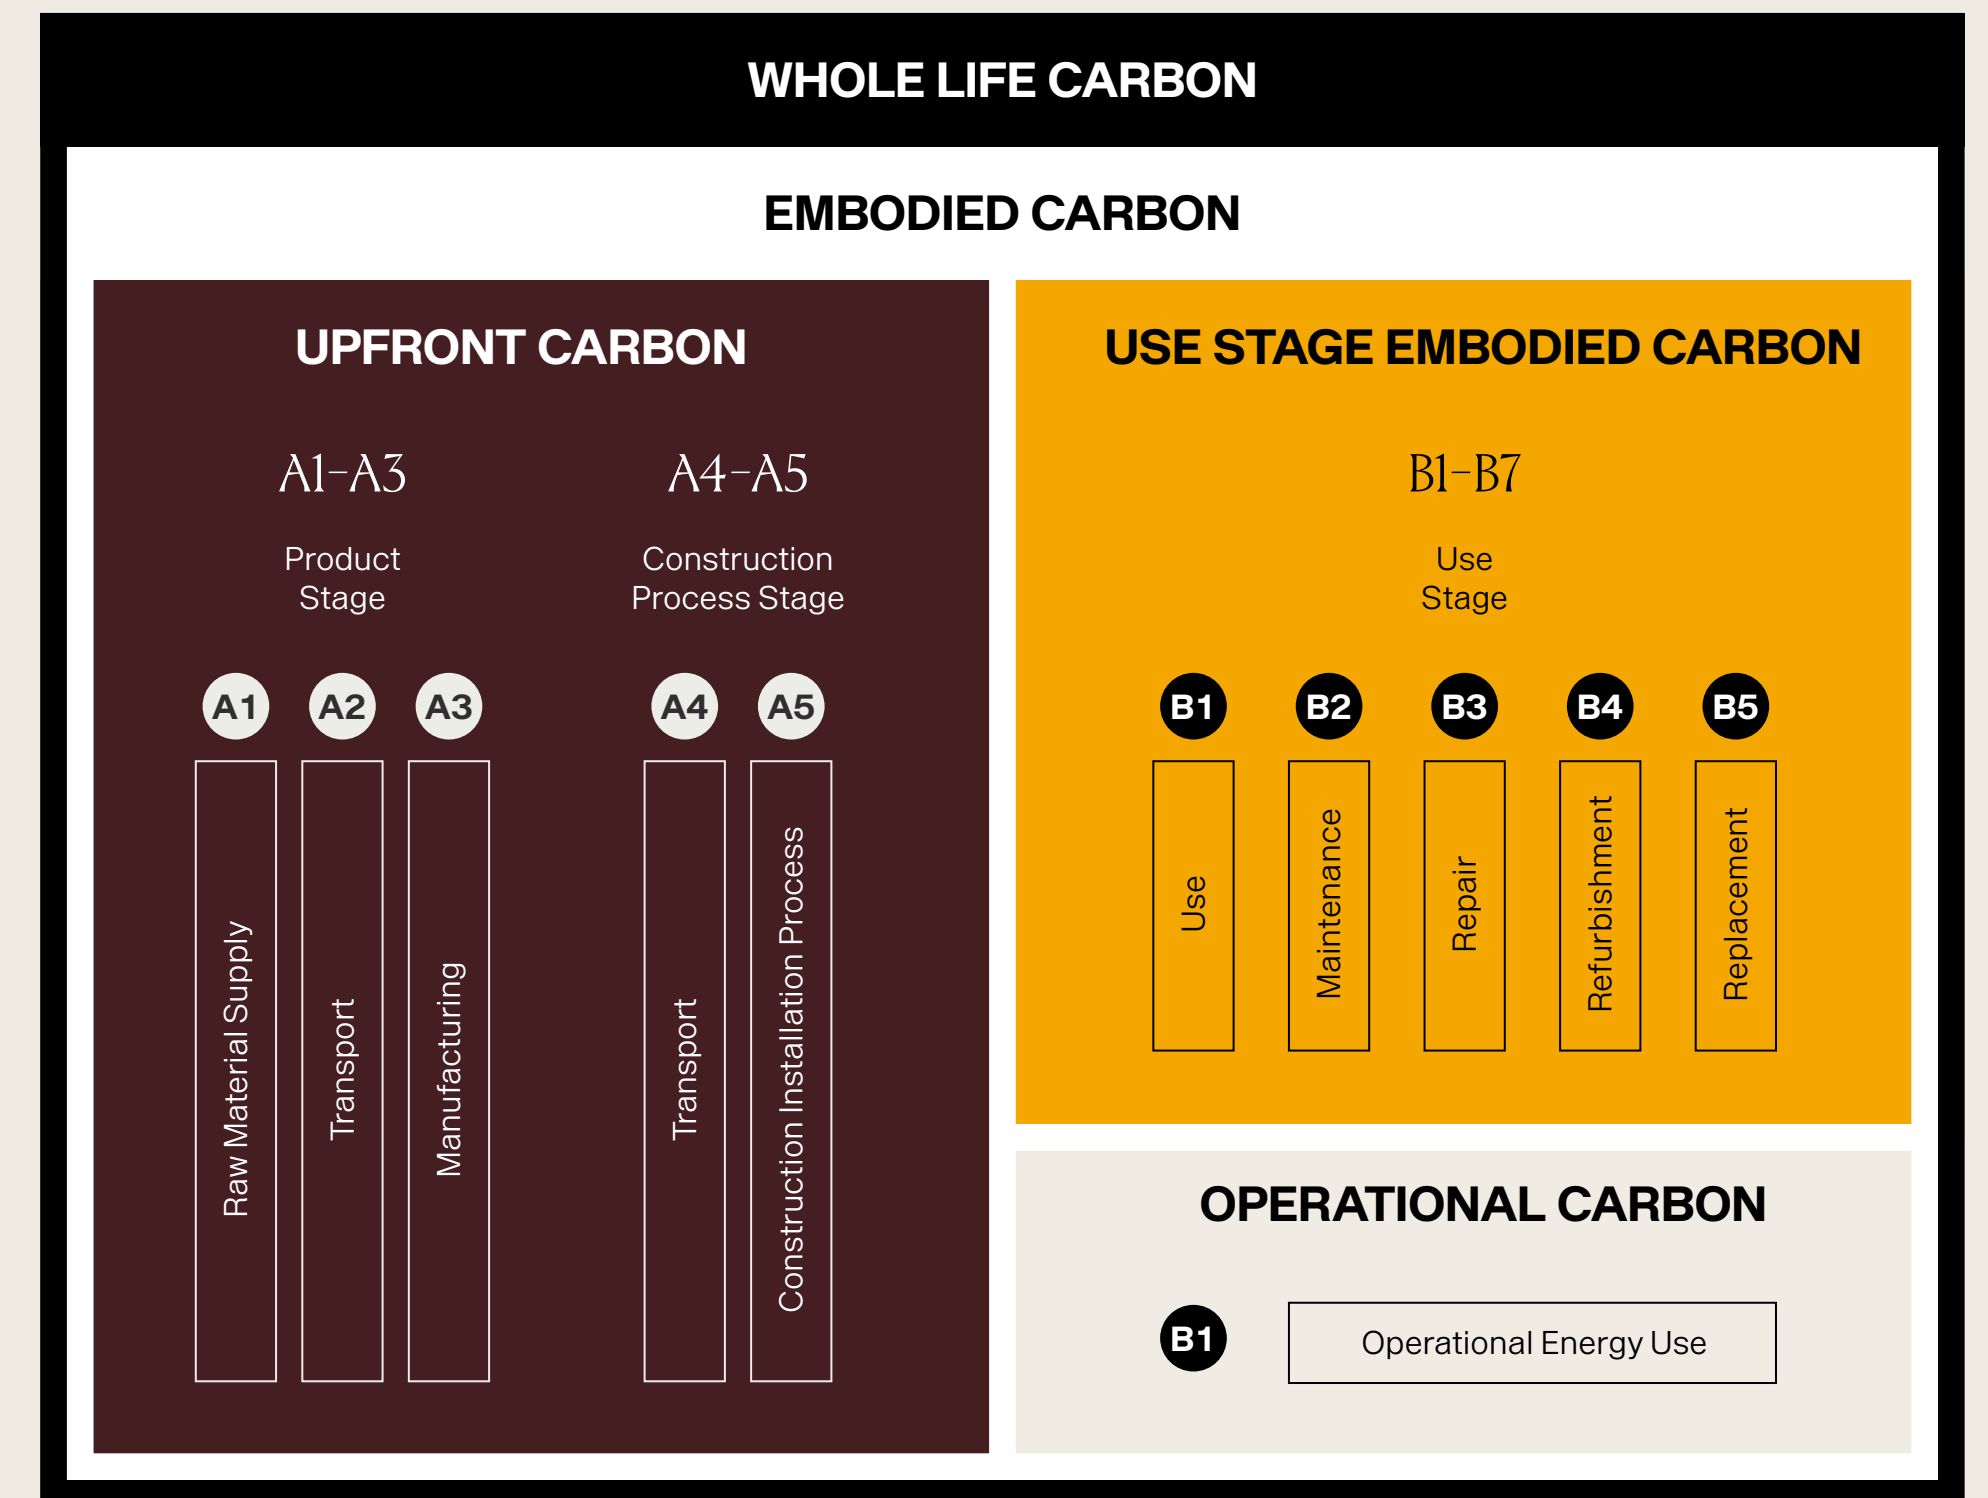 WHOLE LIFE CARBON
EMBODIED CARBON
UPFRONT CARBON
A1–A3
Product
Stage
A4–A5
Construction
Process Stage
A1
A2
A3
A4
A5
Raw Material Supply
Transport
Manufacturing
Transport
Construction Installation Process
USE STAGE EMBODIED CARBON
B1–B7
Use
Stage
B1
B2
B3
B4
B5
Use
Maintenance
Repair
Refurbishment
Replacement
OPERATIONAL CARBON
B1
Operational Energy Use